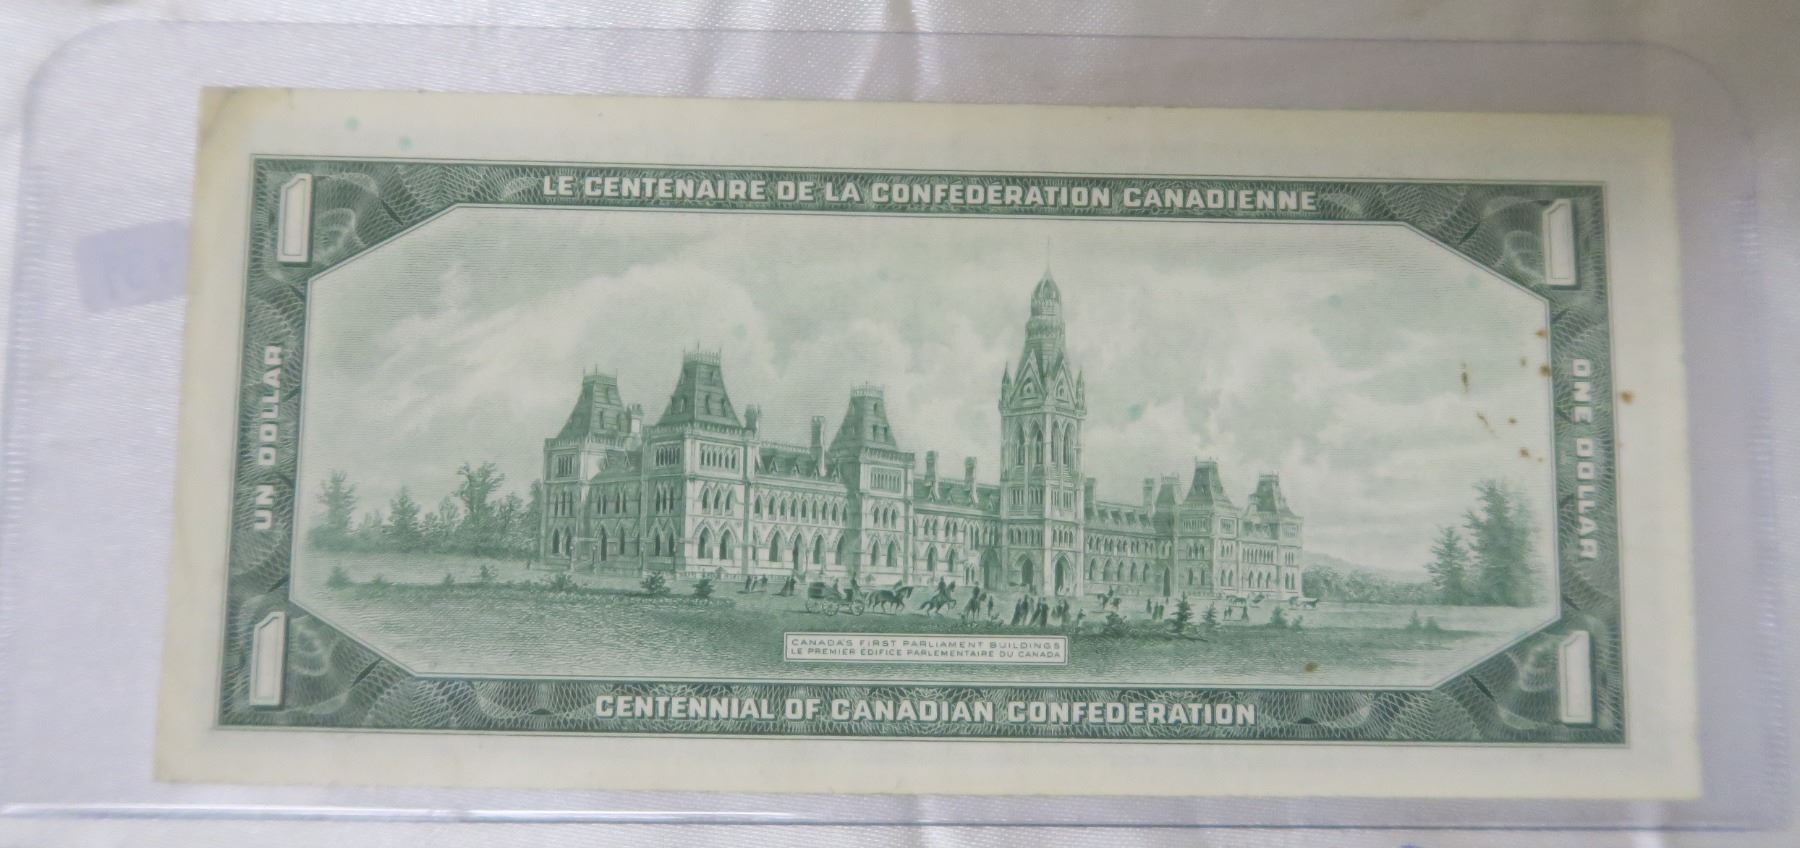 1
LE CENTENAIRE DE LA CONFÉDÉRATION CANADIENNE
1
UN DOLLAR
ONE DOLLAR
CANADA'S FIRST PARLIAMENT BUILDINGS
LE PREMIER ÉDIFICE PARLEMENTAIRE DU CANADA
1
CENTENNIAL OF CANADIAN CONFEDERATION
1